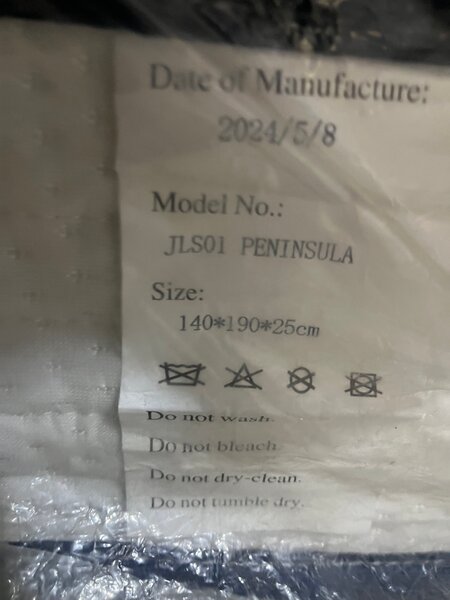 Date of Manufacture:
2024/5/8
Model No.:
JLS01 PENINSULA
Size:
140*190*25cm
Do not wash.
Do not bleach.
Do not dry-clean.
Do not tumble dry.